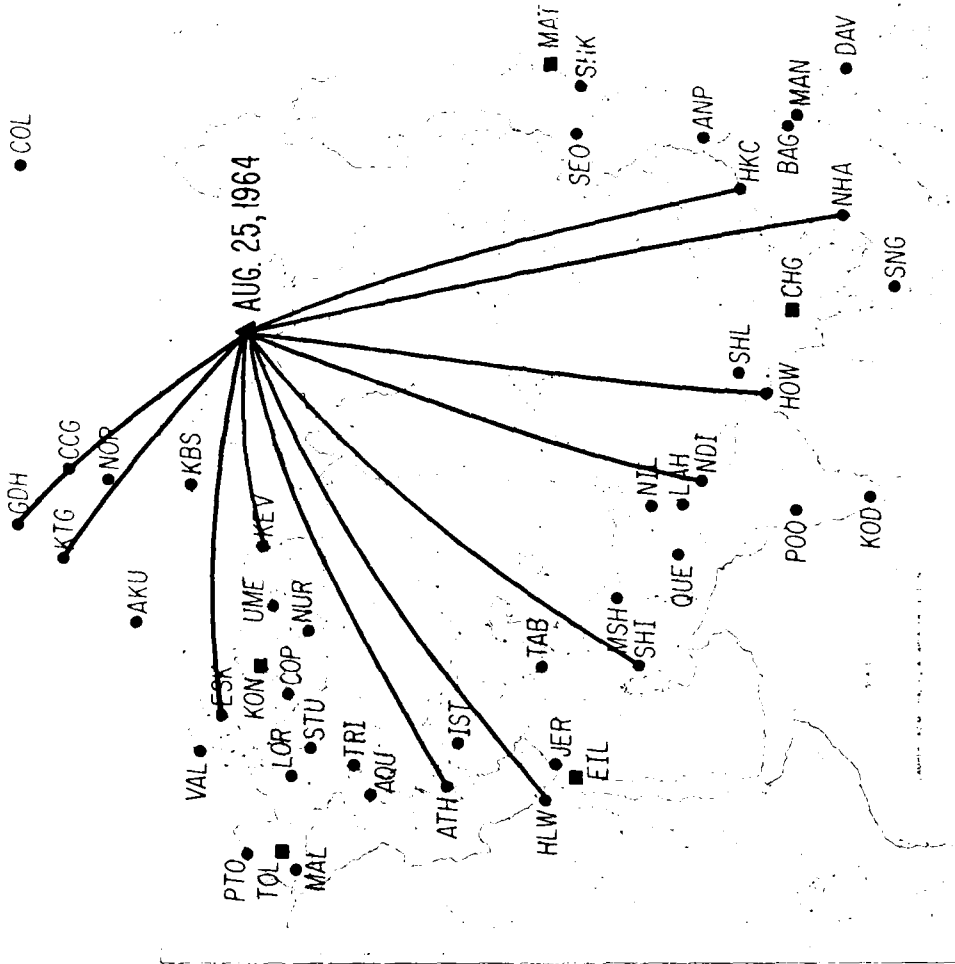 COL
MAT
SHK
SEO
DAV
MAN
BAG
ANP
HKC
NHA
SNG
CHG
SHL
HOW
AUG. 25, 1964
GDH
CCG
NOR
KTG
KBS
KEV
AKU
UME
NUR
NIL
LAH
NDI
POO
KOD
QUE
MSH
SHI
TAB
ESK
KON
COP
VAL
LOR
STU
TRI
AQU
IST
ATH
JER
EIL
HLW
PTO
TOL
MAL